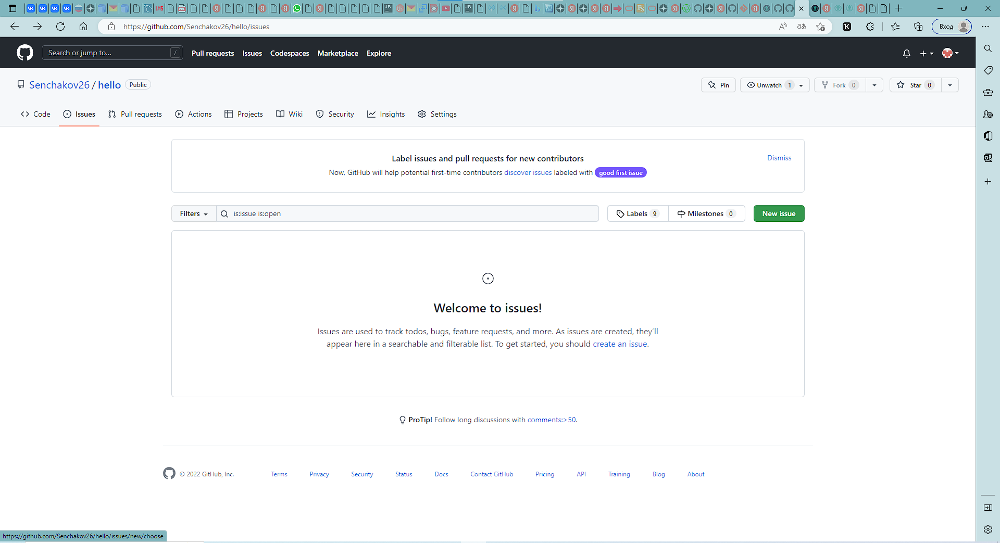 https://github.com/Senchakov26/hello/issues
Вход
Search or jump to...
/
Pull requests
Issues
Codespaces
Marketplace
Explore
Senchakov26 / hello
Public
Pin
Unwatch 1
Fork 0
Star 0
Code
Issues
Pull requests
Actions
Projects
Wiki
Security
Insights
Settings
Label issues and pull requests for new contributors
Dismiss
Now, GitHub will help potential first-time contributors discover issues labeled with good first issue
Filters
is:issue is:open
Labels 9
Milestones 0
New issue
Welcome to issues!
Issues are used to track todos, bugs, feature requests, and more. As issues are created, they’ll
appear here in a searchable and filterable list. To get started, you should create an issue.
ProTip! Follow long discussions with comments:>50.
© 2022 GitHub, Inc.
Terms
Privacy
Security
Status
Docs
Contact GitHub
Pricing
API
Training
Blog
About
https://github.com/Senchakov26/hello/issues/new/choose